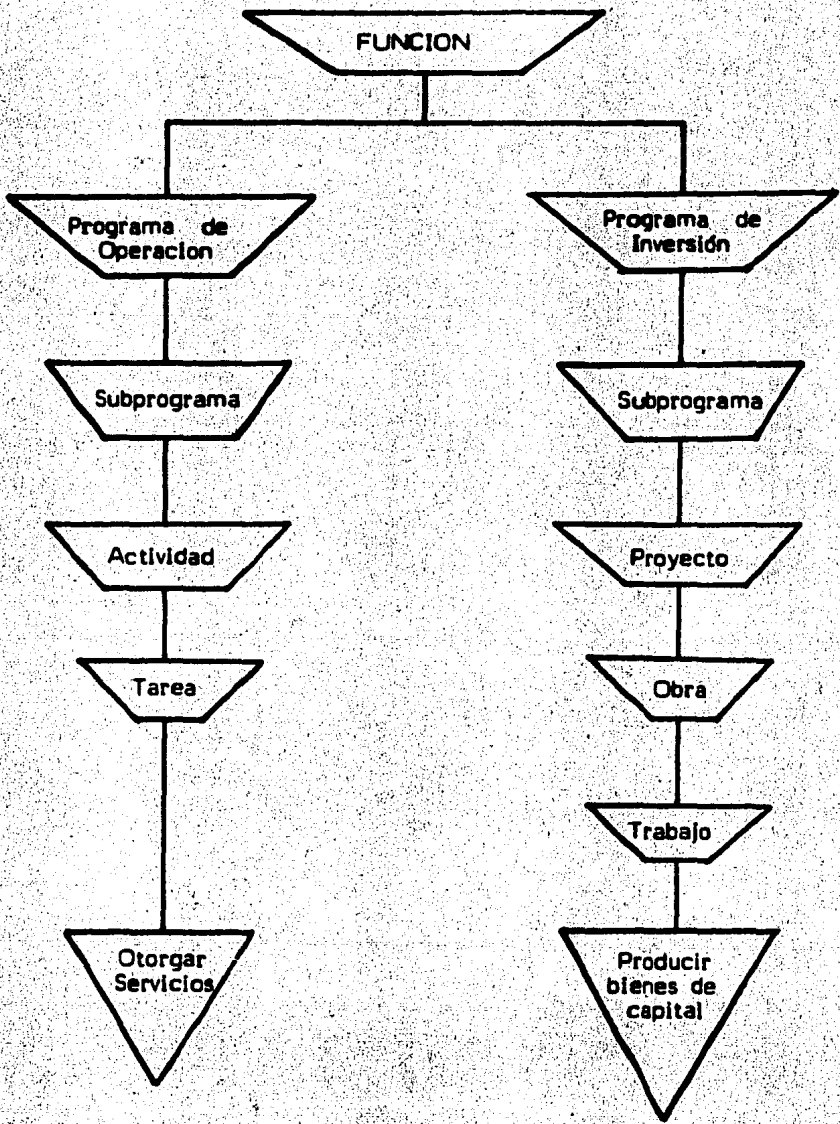 FUNCION
Programa de
Operacion
Programa de
Inversión
Subprograma
Subprograma
Actividad
Proyecto
Tarea
Obra
Trabajo
Otorgar
Servicios
Producir
bienes de
capital